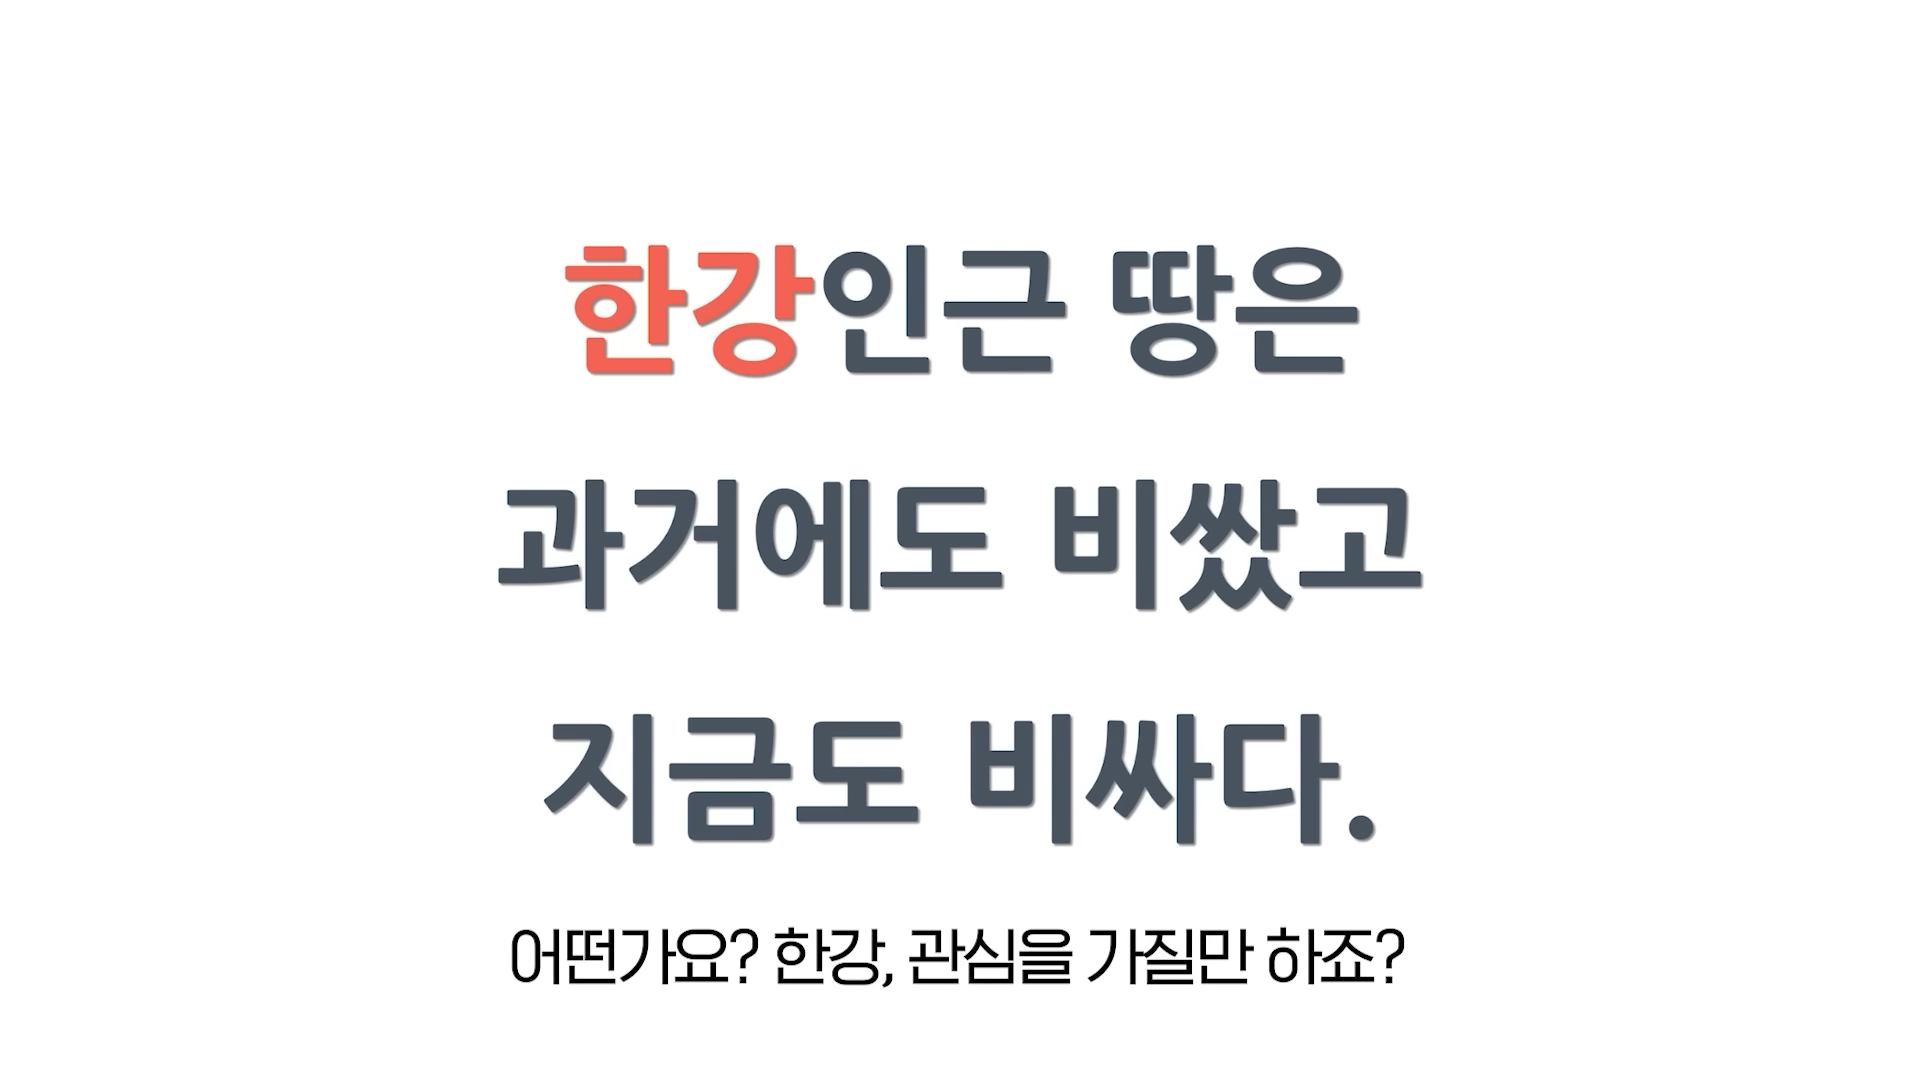 한강인근 땅은
과거에도 비쌌고
지금도 비싸다.
어떤가요? 한강, 관심을 가질만 하죠?